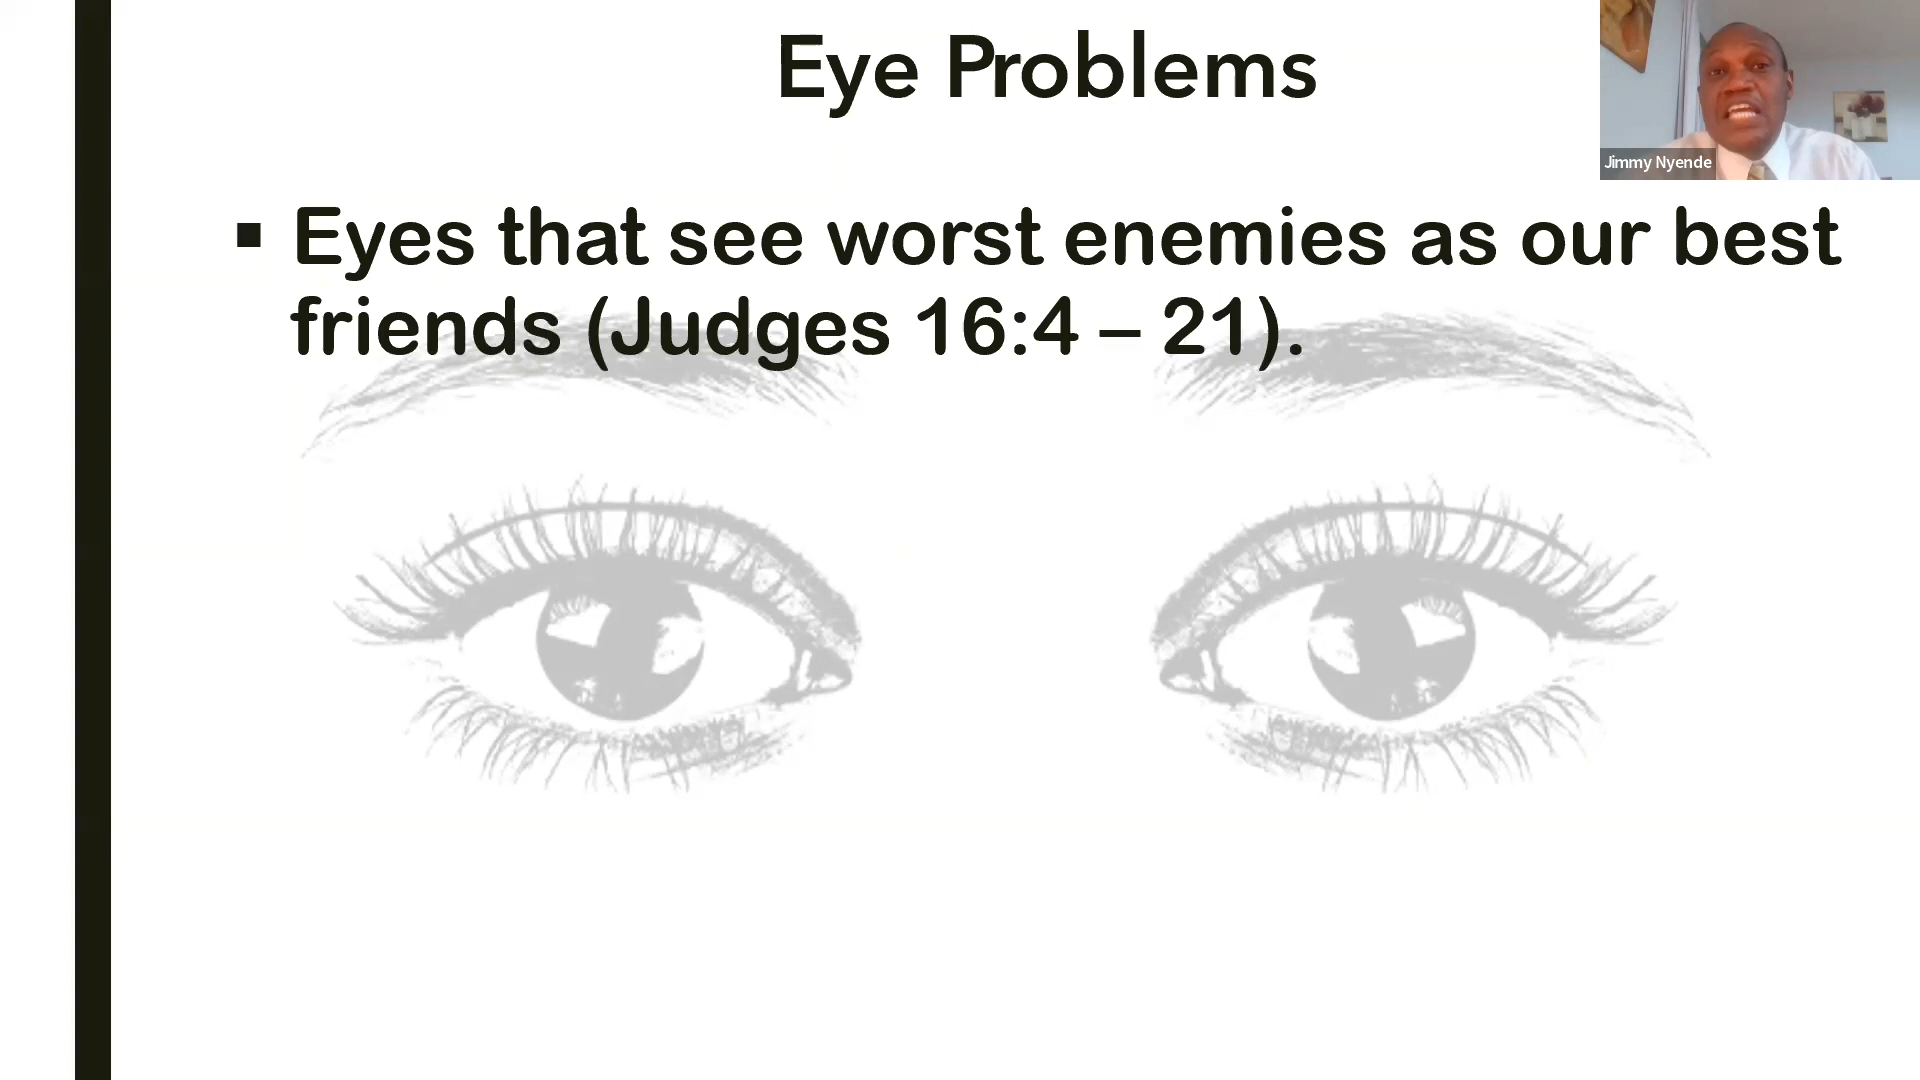 Eye Problems
Jimmy Nyende
▪ Eyes that see worst enemies as our best
friends (Judges 16:4 – 21).